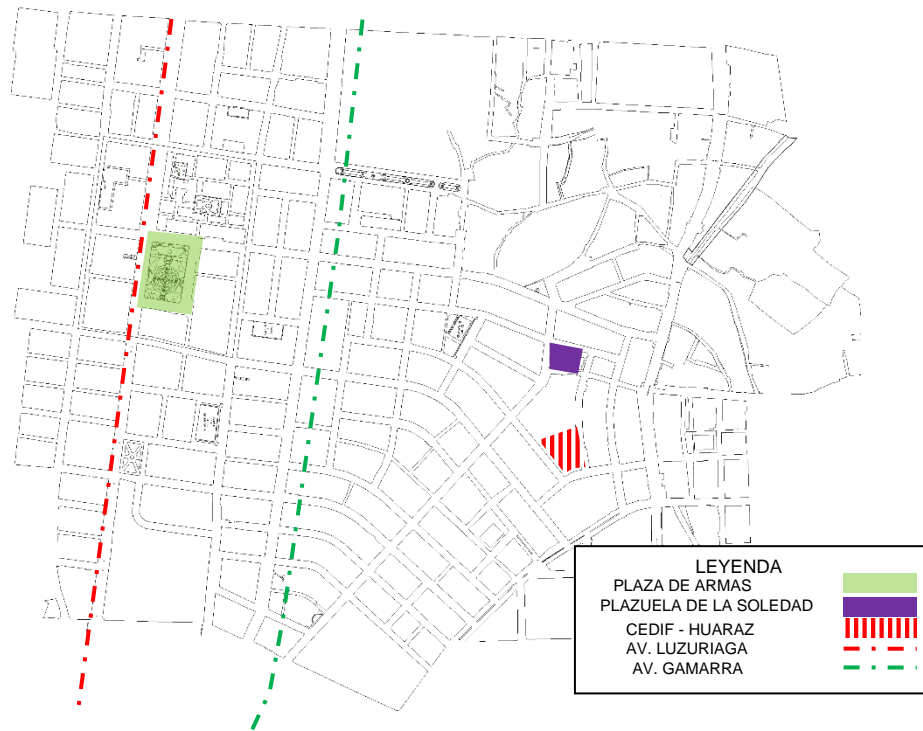 LEYENDA
PLAZA DE ARMAS
PLAZUELA DE LA SOLEDAD
CEDIF - HUARAZ
AV. LUZURIAGA
AV. GAMARRA